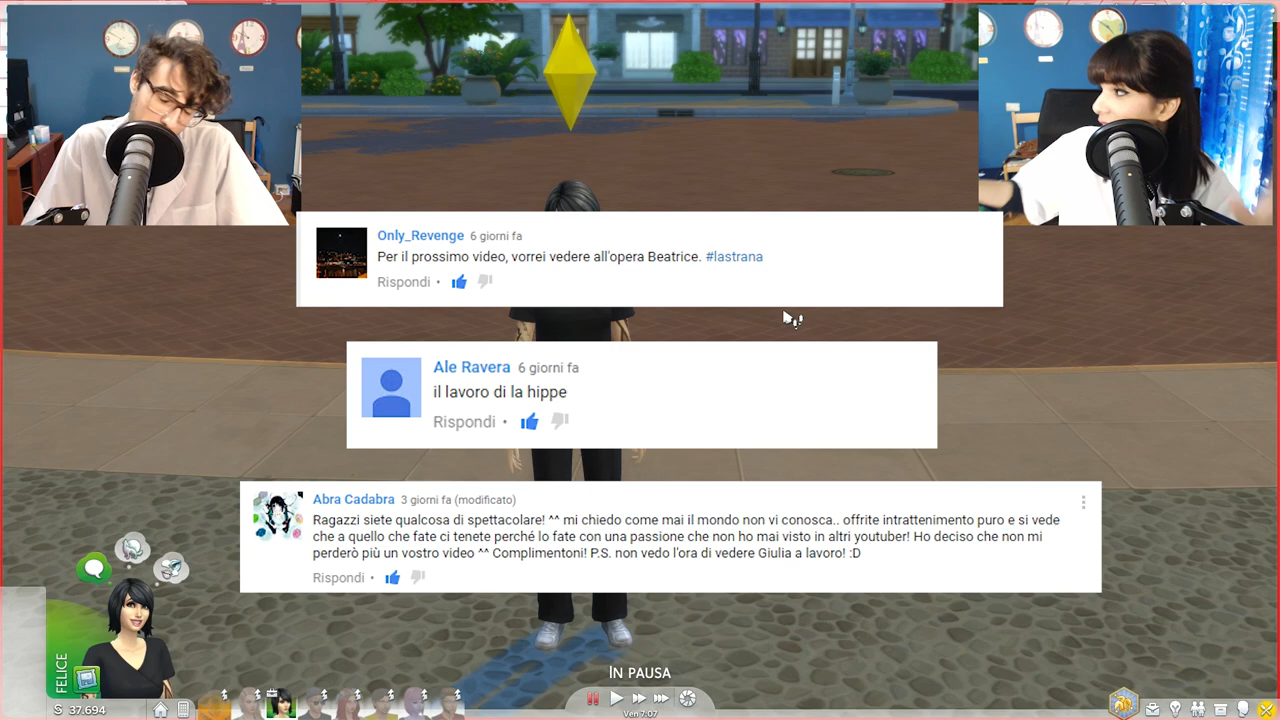 Only_Revenge 6 giorni fa
Per il prossimo video, vorrei vedere all'opera Beatrice. #lastrana
Rispondi •
Ale Ravera 6 giorni fa
il lavoro di la hippe
Rispondi •
Abra Cadabra 3 giorni fa (modificato)
Ragazzi siete qualcosa di spettacolare! ^^ mi chiedo come mai il mondo non vi conosca.. offrite intrattenimento puro e si vede
che a quello che fate ci tenete perché lo fate con una passione che non ho mai visto in altri youtuber! Ho deciso che non mi
perderò più un vostro video ^^ Complimentoni! P.S. non vedo l'ora di vedere Giulia a lavoro! :D
Rispondi •
FELICE
IN PAUSA
§ 37.694
Ven 7:07